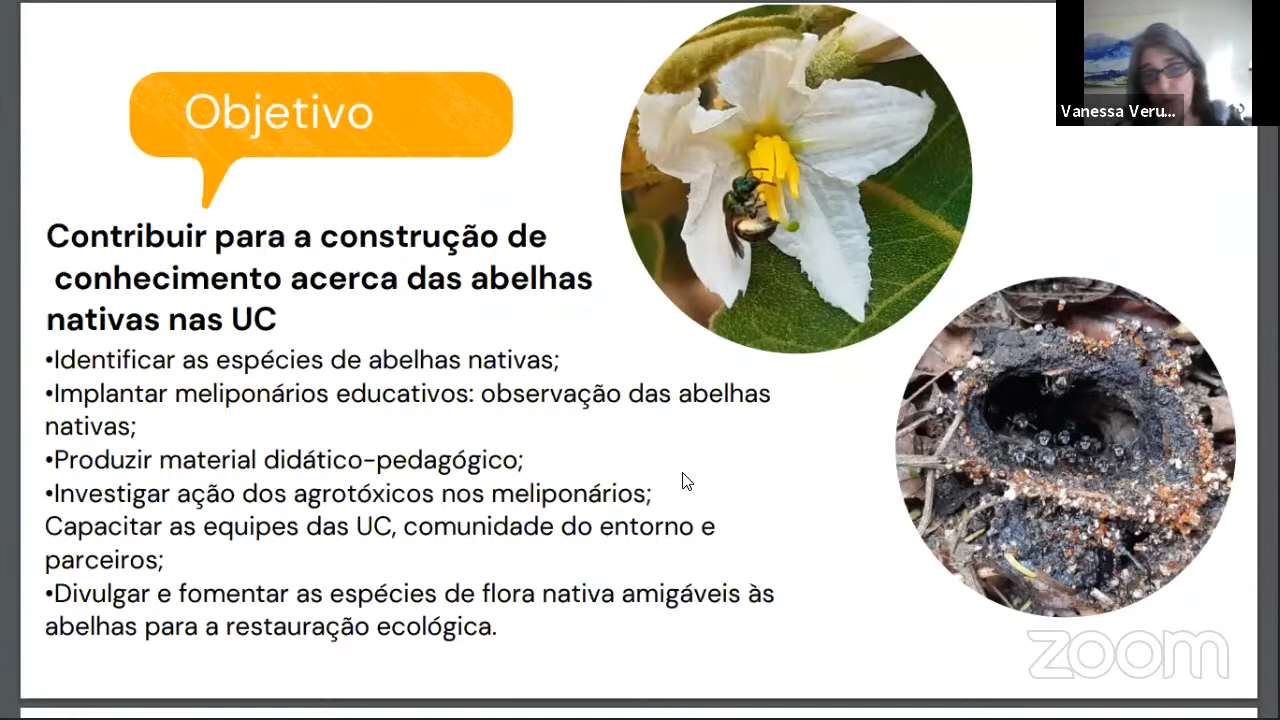 Objetivo
Vanessa Veru...
Contribuir para a construção de
conhecimento acerca das abelhas
nativas nas UC
•Identificar as espécies de abelhas nativas;
•Implantar meliponários educativos: observação das abelhas
nativas;
•Produzir material didático-pedagógico;
•Investigar ação dos agrotóxicos nos meliponários;
Capacitar as equipes das UC, comunidade do entorno e
parceiros;
•Divulgar e fomentar as espécies de flora nativa amigáveis às
abelhas para a restauração ecológica.
zoom